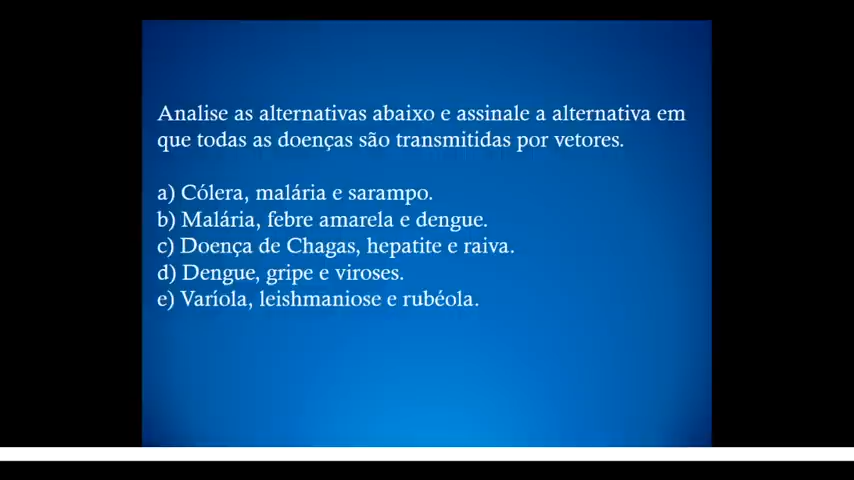 Analise as alternativas abaixo e assinale a alternativa em
que todas as doenças são transmitidas por vetores.
a) Cólera, malária e sarampo.
b) Malária, febre amarela e dengue.
c) Doença de Chagas, hepatite e raiva.
d) Dengue, gripe e viroses.
e) Varíola, leishmaniose e rubéola.